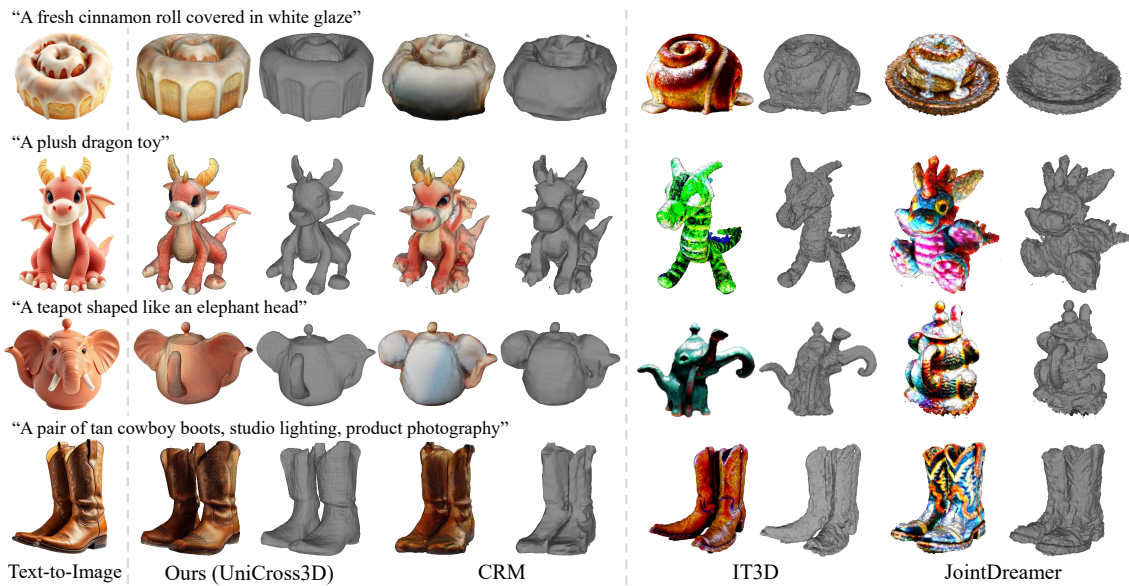 “A fresh cinnamon roll covered in white glaze”
“A plush dragon toy”
“A teapot shaped like an elephant head”
“A pair of tan cowboy boots, studio lighting, product photography”
Text-to-Image Ours (UniCross3D) CRM IT3D JointDreamer